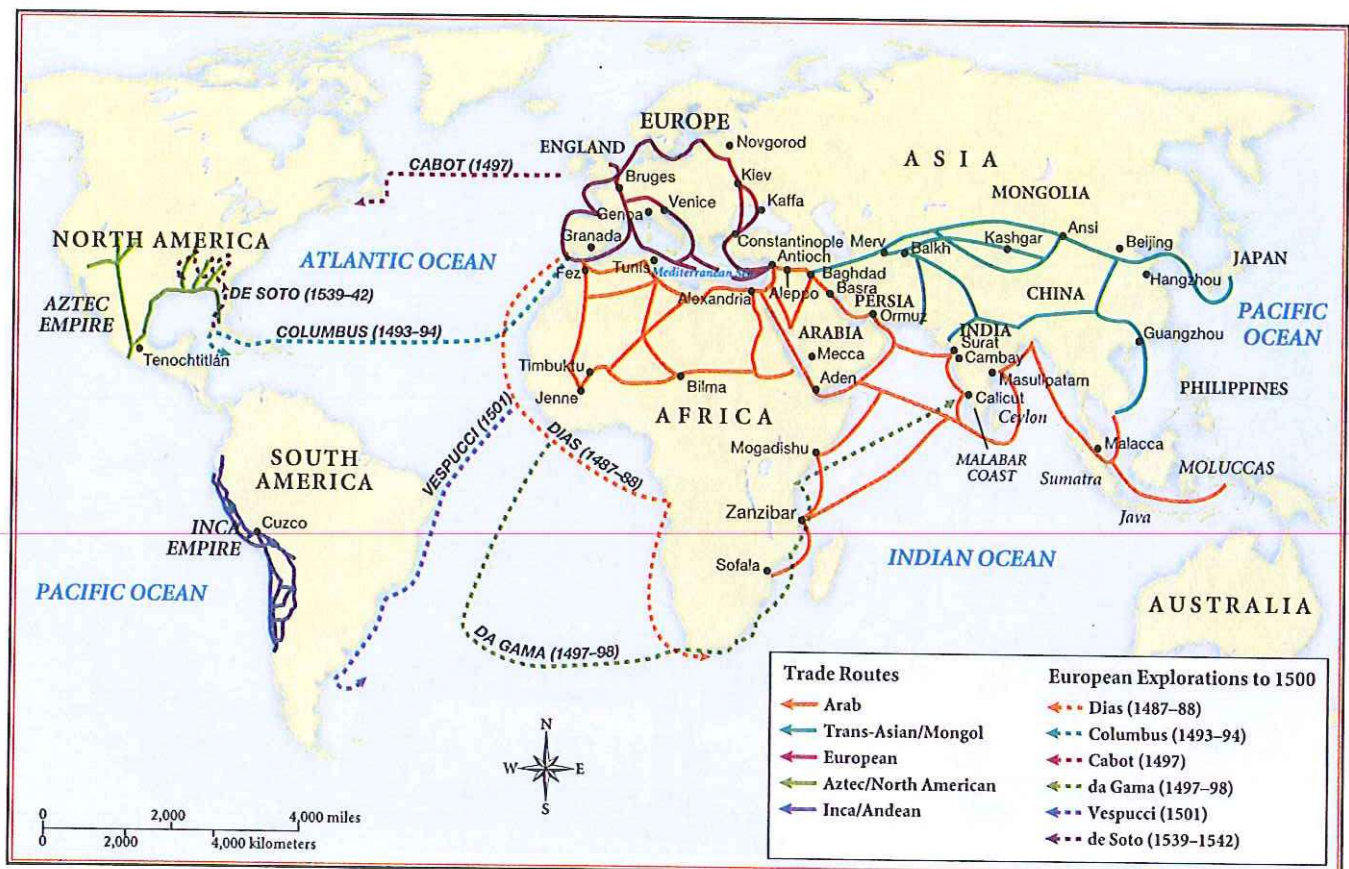 EUROPE
Novgorod
ENGLAND
ASIA
CABOT (1497)
Bruges
Kiev
MONGOLIA
Venice
Kaffa
Genoa
Ansi
NORTH AMERICA
Granada
Constantinople
Merv
Kashgar
Beijing
ATLANTIC OCEAN
Antioch
Balkh
JAPAN
Fez
Tunis
Mediterranean
Baghdad
Hangzhou
DE SOTO (1539–42)
Alexandria
Aleppo
Basra
CHINA
AZTEC
EMPIRE
PERSIA
Ormuz
PACIFIC
OCEAN
COLUMBUS (1493–94)
ARABIA
INDIA
Surat
Guangzhou
Tenochtitlán
Mecca
Cambay
Timbuktu
Bilma
Aden
Masulipatam
PHILIPPINES
Jenne
Calicut
AFRICA
Ceylon
VESPUCCI (1501)
DIAS (1487–88)
Mogadishu
Malacca
SOUTH
AMERICA
MALABAR
COAST
Sumatra
MOLUCCAS
Zanzibar
Java
INCA
EMPIRE
Cuzco
Sofala
INDIAN OCEAN
PACIFIC OCEAN
AUSTRALIA
DA GAMA (1497–98)
Trade Routes
Arab
Trans-Asian/Mongol
European
Aztec/North American
Inca/Andean
European Explorations to 1500
Dias (1487–88)
Columbus (1493–94)
Cabot (1497)
da Gama (1497–98)
Vespucci (1501)
de Soto (1539–1542)
N
W E
S
0 2,000 4,000 miles
0 2,000 4,000 kilometers